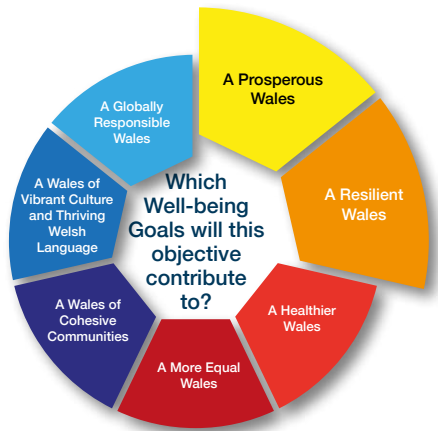 A Prosperous
Wales
A Resilient
Wales
A Healthier
Wales
A More Equal
Wales
A Wales of
Cohesive
Communities
A Wales of
Vibrant Culture
and Thriving
Welsh
Language
A Globally
Responsible
Wales
Which
Well-being
Goals will this
objective
contribute
to?